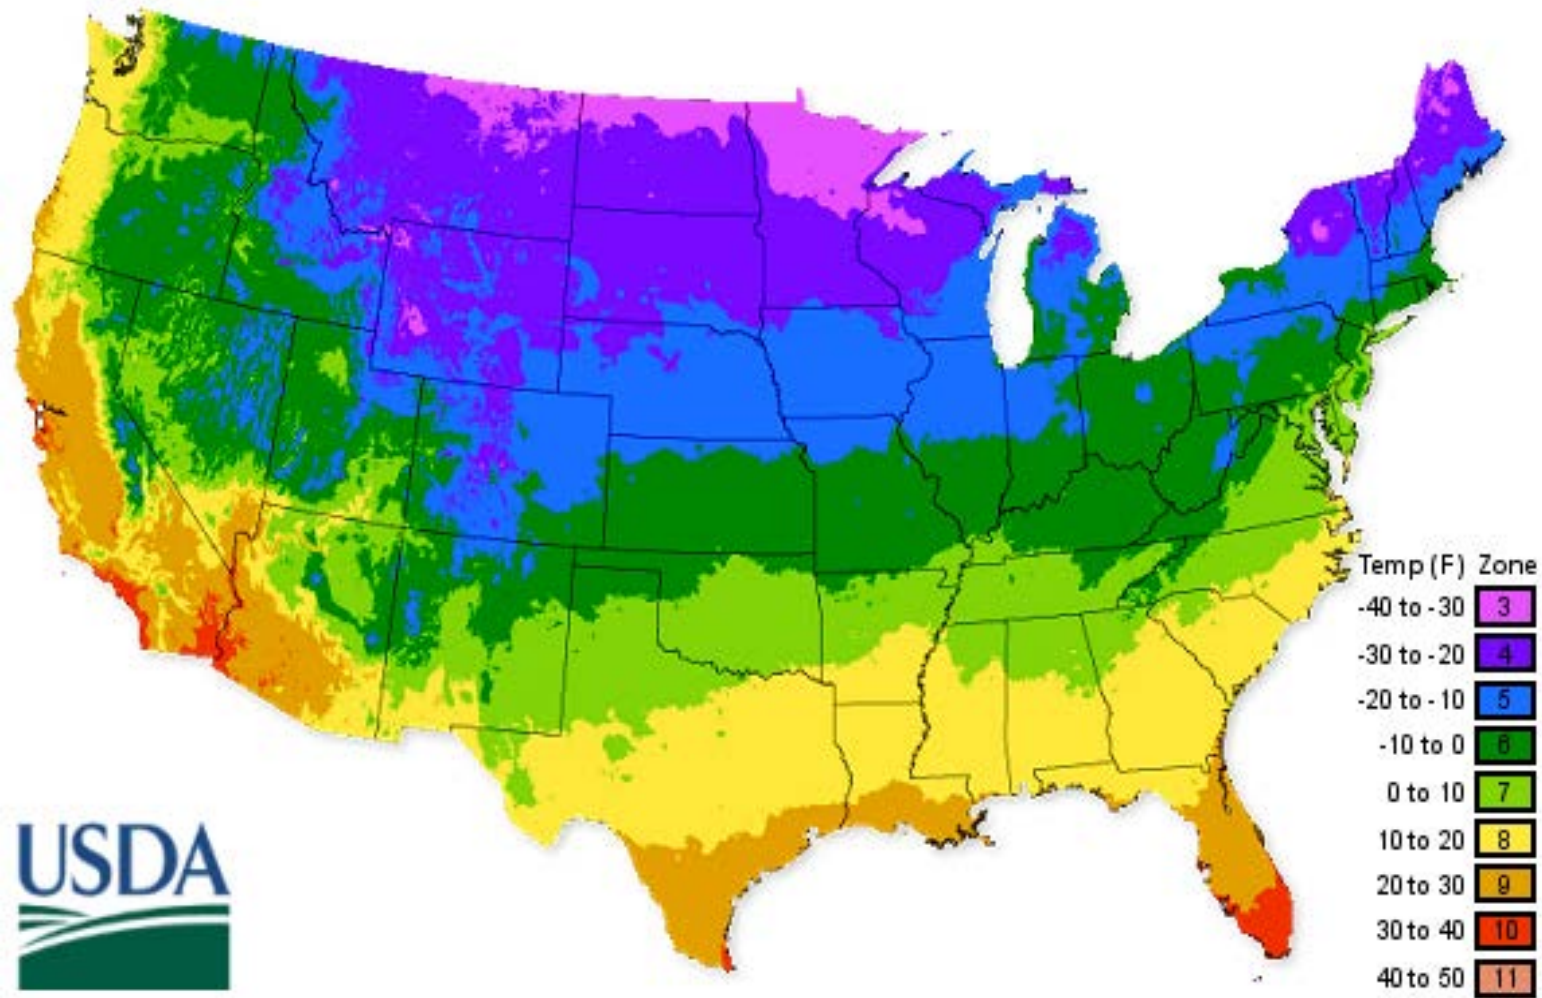 Temp (F) Zone
-40 to -30 3
-30 to -20 4
-20 to -10 5
-10 to 0 6
0 to 10 7
10 to 20 8
20 to 30 9
30 to 40 10
40 to 50 11
USDA